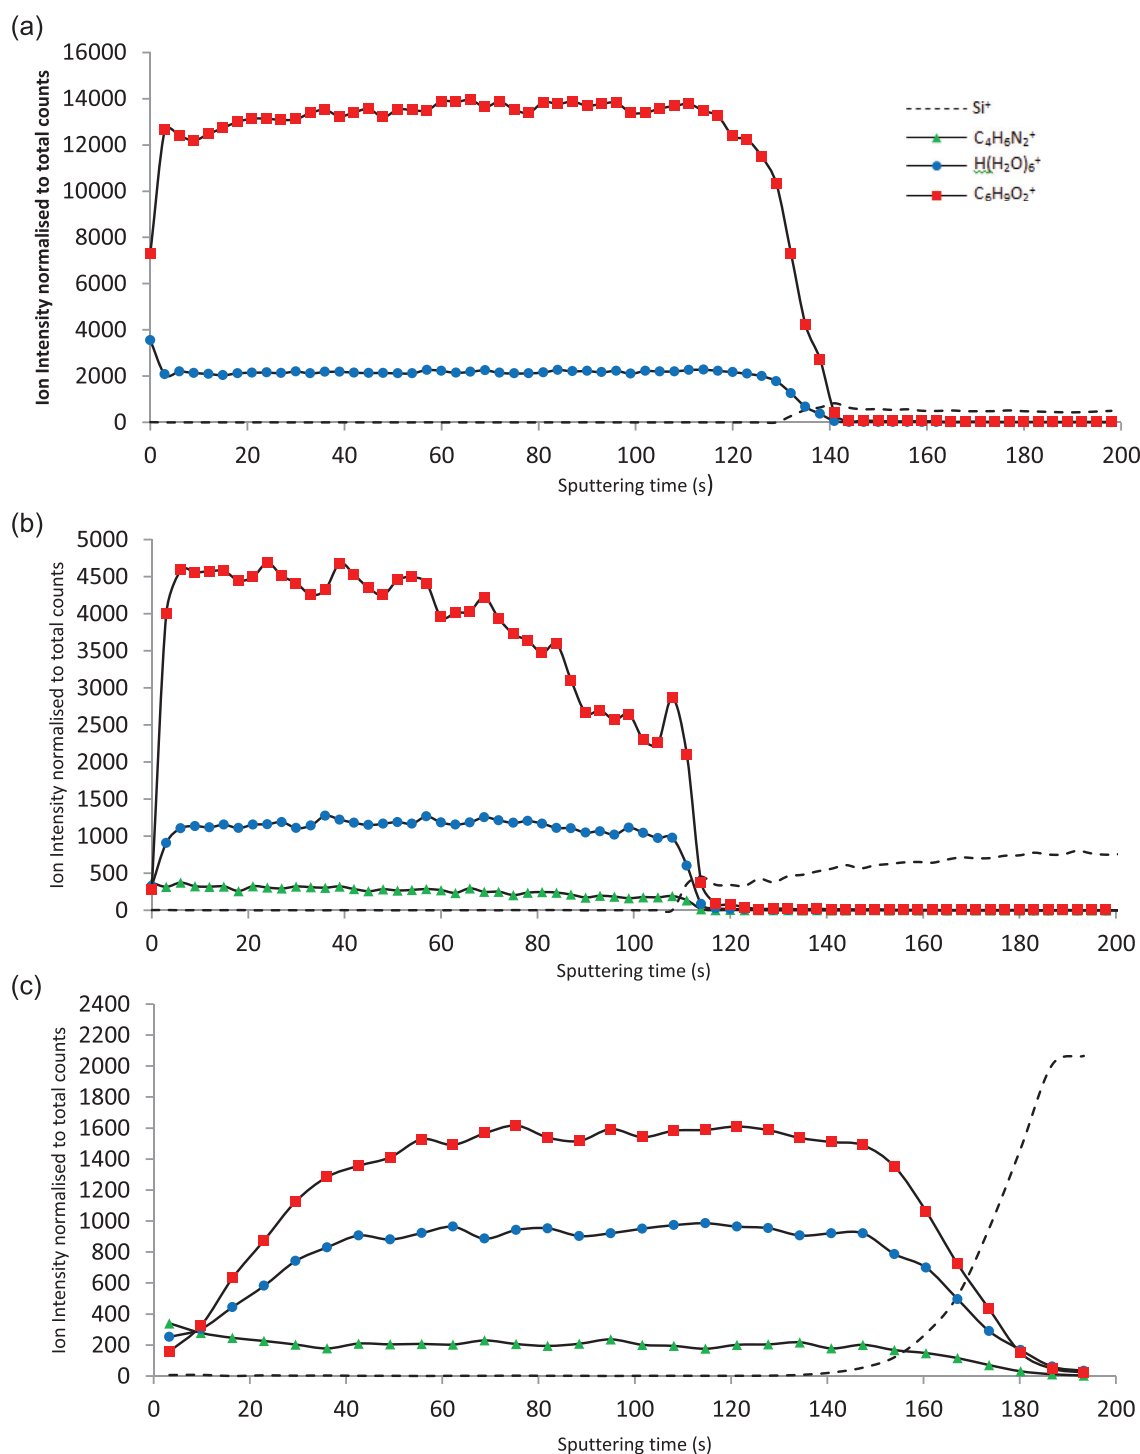 (a)
Ion Intensity normalised to total counts
16000
14000
12000
10000
8000
6000
4000
2000
0
0 20 40 60 80 100 120 140 160 180 200
Sputtering time (s)
Si⁺
C₄H₆N₂⁺
H(H₂O)₆⁺
C₆H₉O₂⁺
(b)
Ion Intensity normalised to total counts
5000
4500
4000
3500
3000
2500
2000
1500
1000
500
0
0 20 40 60 80 100 120 140 160 180 200
Sputtering time (s)
(c)
Ion Intensity normalised to total counts
2400
2200
2000
1800
1600
1400
1200
1000
800
600
400
200
0
0 20 40 60 80 100 120 140 160 180 200
Sputtering time (s)